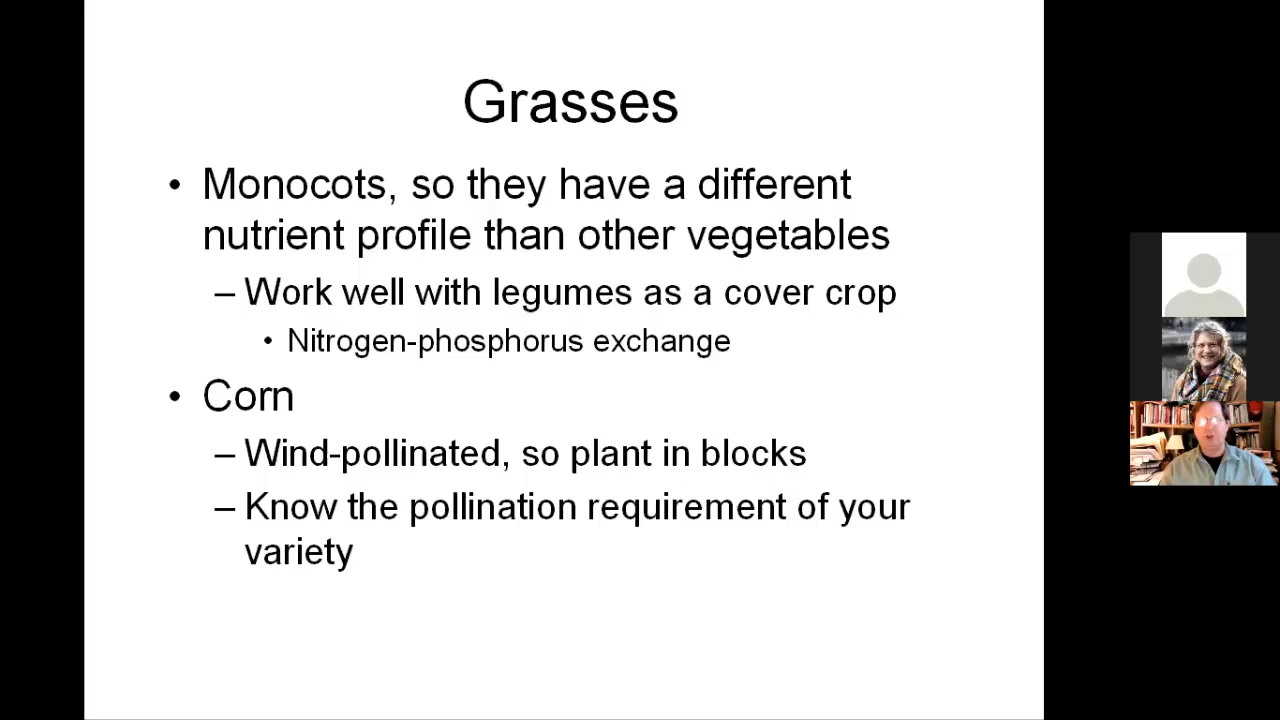 Grasses
• Monocots, so they have a different
nutrient profile than other vegetables
– Work well with legumes as a cover crop
• Nitrogen-phosphorus exchange
• Corn
– Wind-pollinated, so plant in blocks
– Know the pollination requirement of your
variety